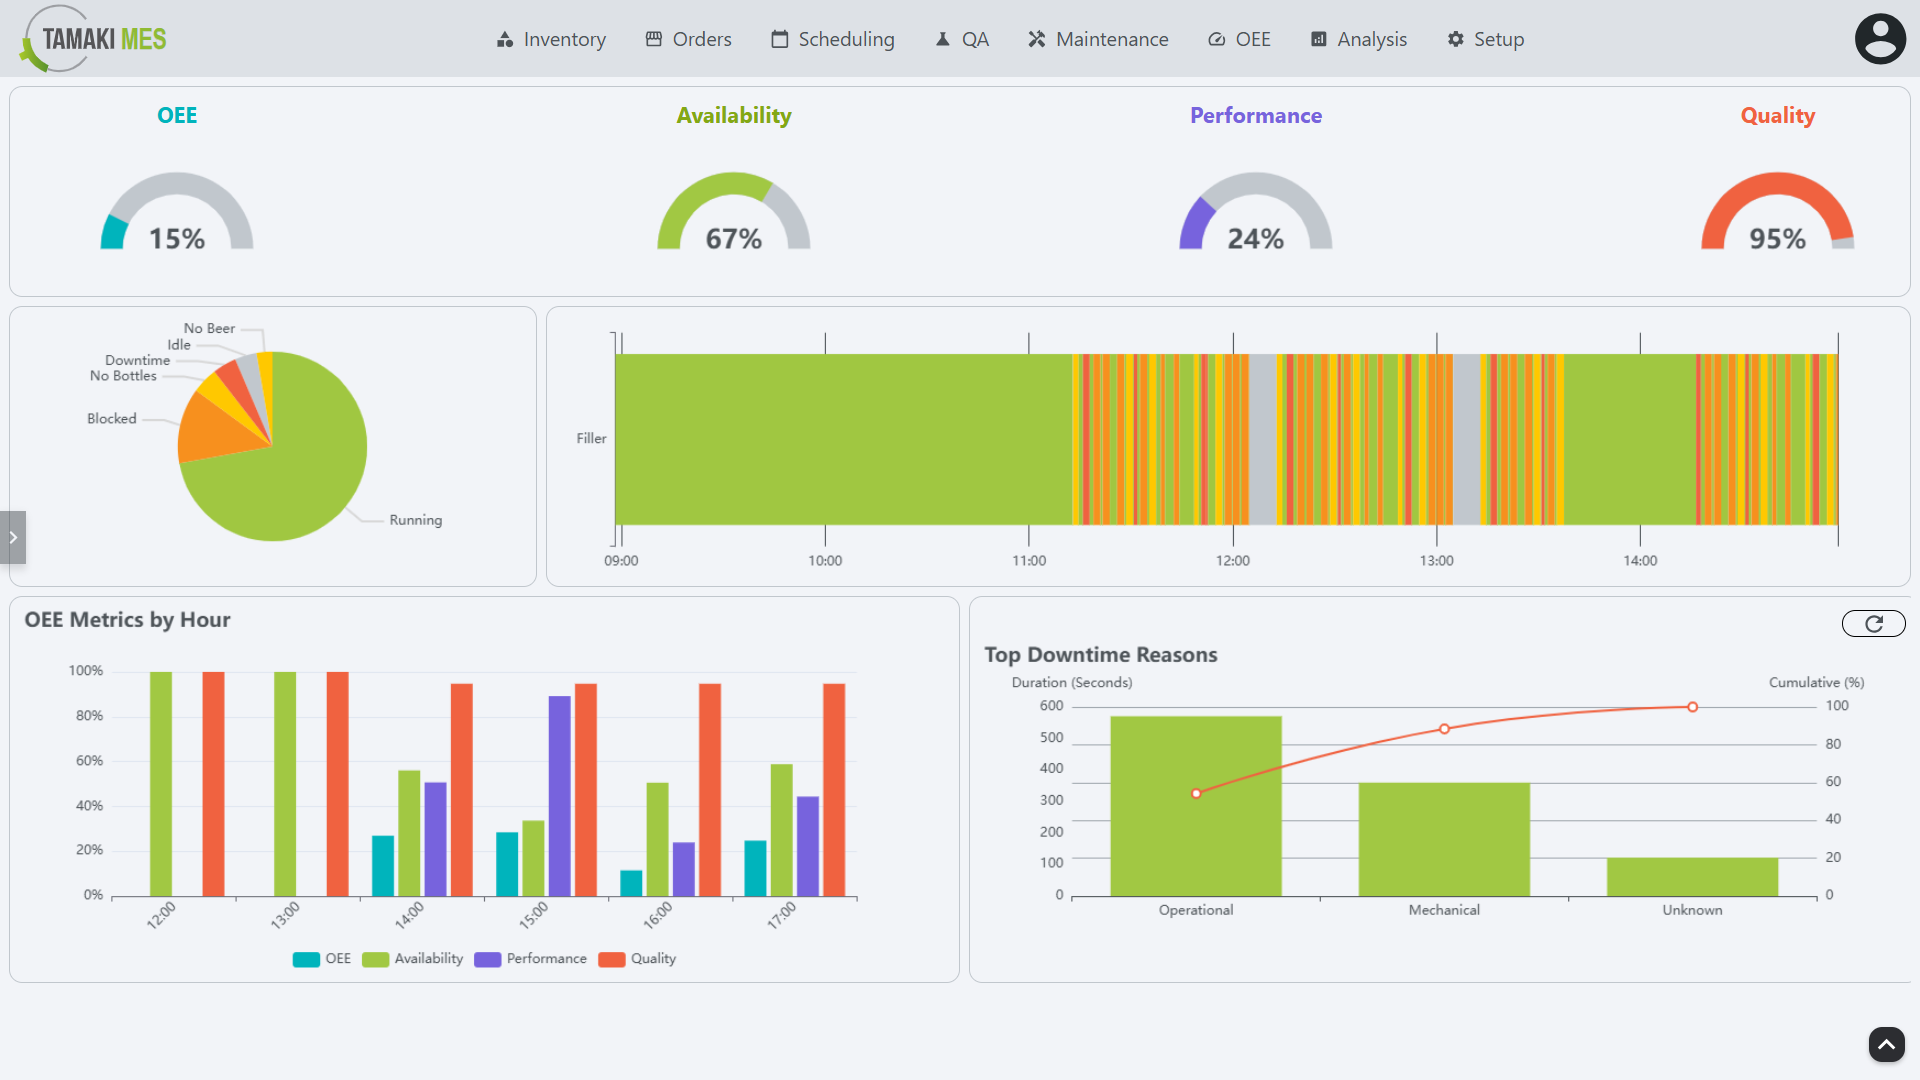 TAMAKI MES
Inventory Orders Scheduling QA Maintenance OEE Analysis Setup
OEE Availability Performance Quality
15% 67% 24% 95%
No Beer
Idle
Downtime
No Bottles
Blocked
Running
Filler
09:00 10:00 11:00 12:00 13:00 14:00
OEE Metrics by Hour
100%
80%
60%
40%
20%
0%
12:00 13:00 14:00 15:00 16:00 17:00
OEE Availability Performance Quality
Top Downtime Reasons
Duration (Seconds) Cumulative (%)
600 100
500
80
400
60
300
40
200
20
100
0 0
Operational Mechanical Unknown